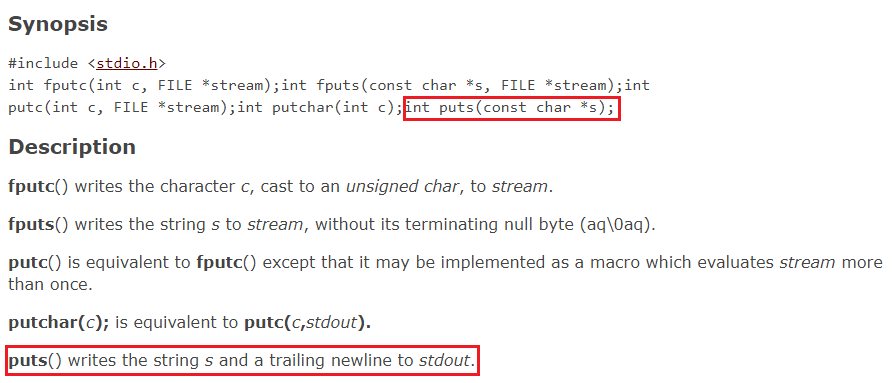 Synopsis
#include <stdio.h>
int fputc(int c, FILE *stream);int fputs(const char *s, FILE *stream);int
putc(int c, FILE *stream);int putchar(int c);int puts(const char *s);
Description
fputc() writes the character c, cast to an unsigned char, to stream.
fputs() writes the string s to stream, without its terminating null byte (aq\0aq).
putc() is equivalent to fputc() except that it may be implemented as a macro which evaluates stream more
than once.
putchar(c); is equivalent to putc(c,stdout).
puts() writes the string s and a trailing newline to stdout.